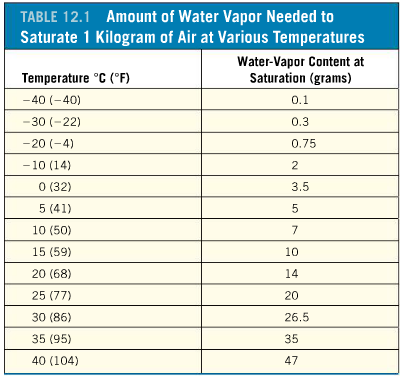 TABLE 12.1 Amount of Water Vapor Needed to
Saturate 1 Kilogram of Air at Various Temperatures
Temperature °C (°F) Water-Vapor Content at
Saturation (grams)
−40 (−40) 0.1
−30 (−22) 0.3
−20 (−4) 0.75
−10 (14) 2
0 (32) 3.5
5 (41) 5
10 (50) 7
15 (59) 10
20 (68) 14
25 (77) 20
30 (86) 26.5
35 (95) 35
40 (104) 47